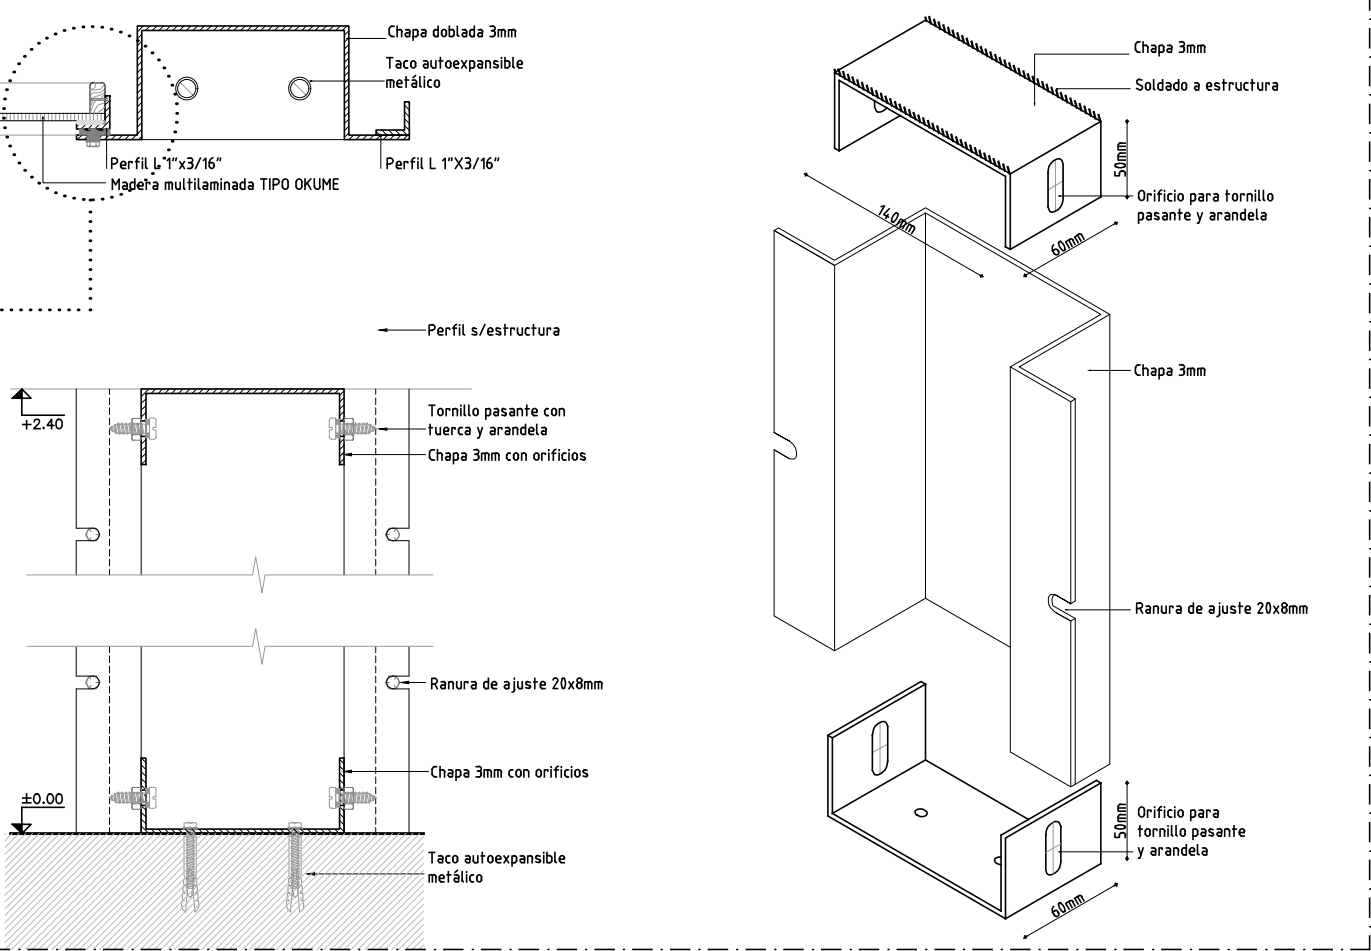 Chapa doblada 3mm
Taco autoexpansible
metálico
Perfil L 1"x3/16"
Madera multilaminada TIPO OKUME
Perfil L 1"X3/16"
Perfil s/estructura
+2.40
Tornillo pasante con
tuerca y arandela
Chapa 3mm con orificios
Ranura de ajuste 20x8mm
Chapa 3mm con orificios
±0.00
Taco autoexpansible
metálico
Chapa 3mm
Soldado a estructura
50mm
Orificio para tornillo
pasante y arandela
140mm
60mm
Chapa 3mm
Ranura de ajuste 20x8mm
50mm
Orificio para
tornillo pasante
y arandela
60mm